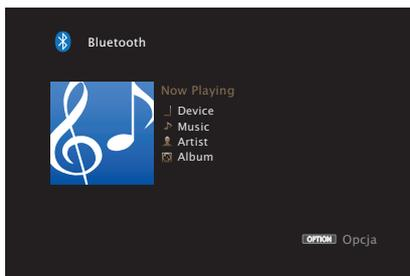 Bluetooth
Now Playing
Device
Music
Artist
Album
OPTION Opcja